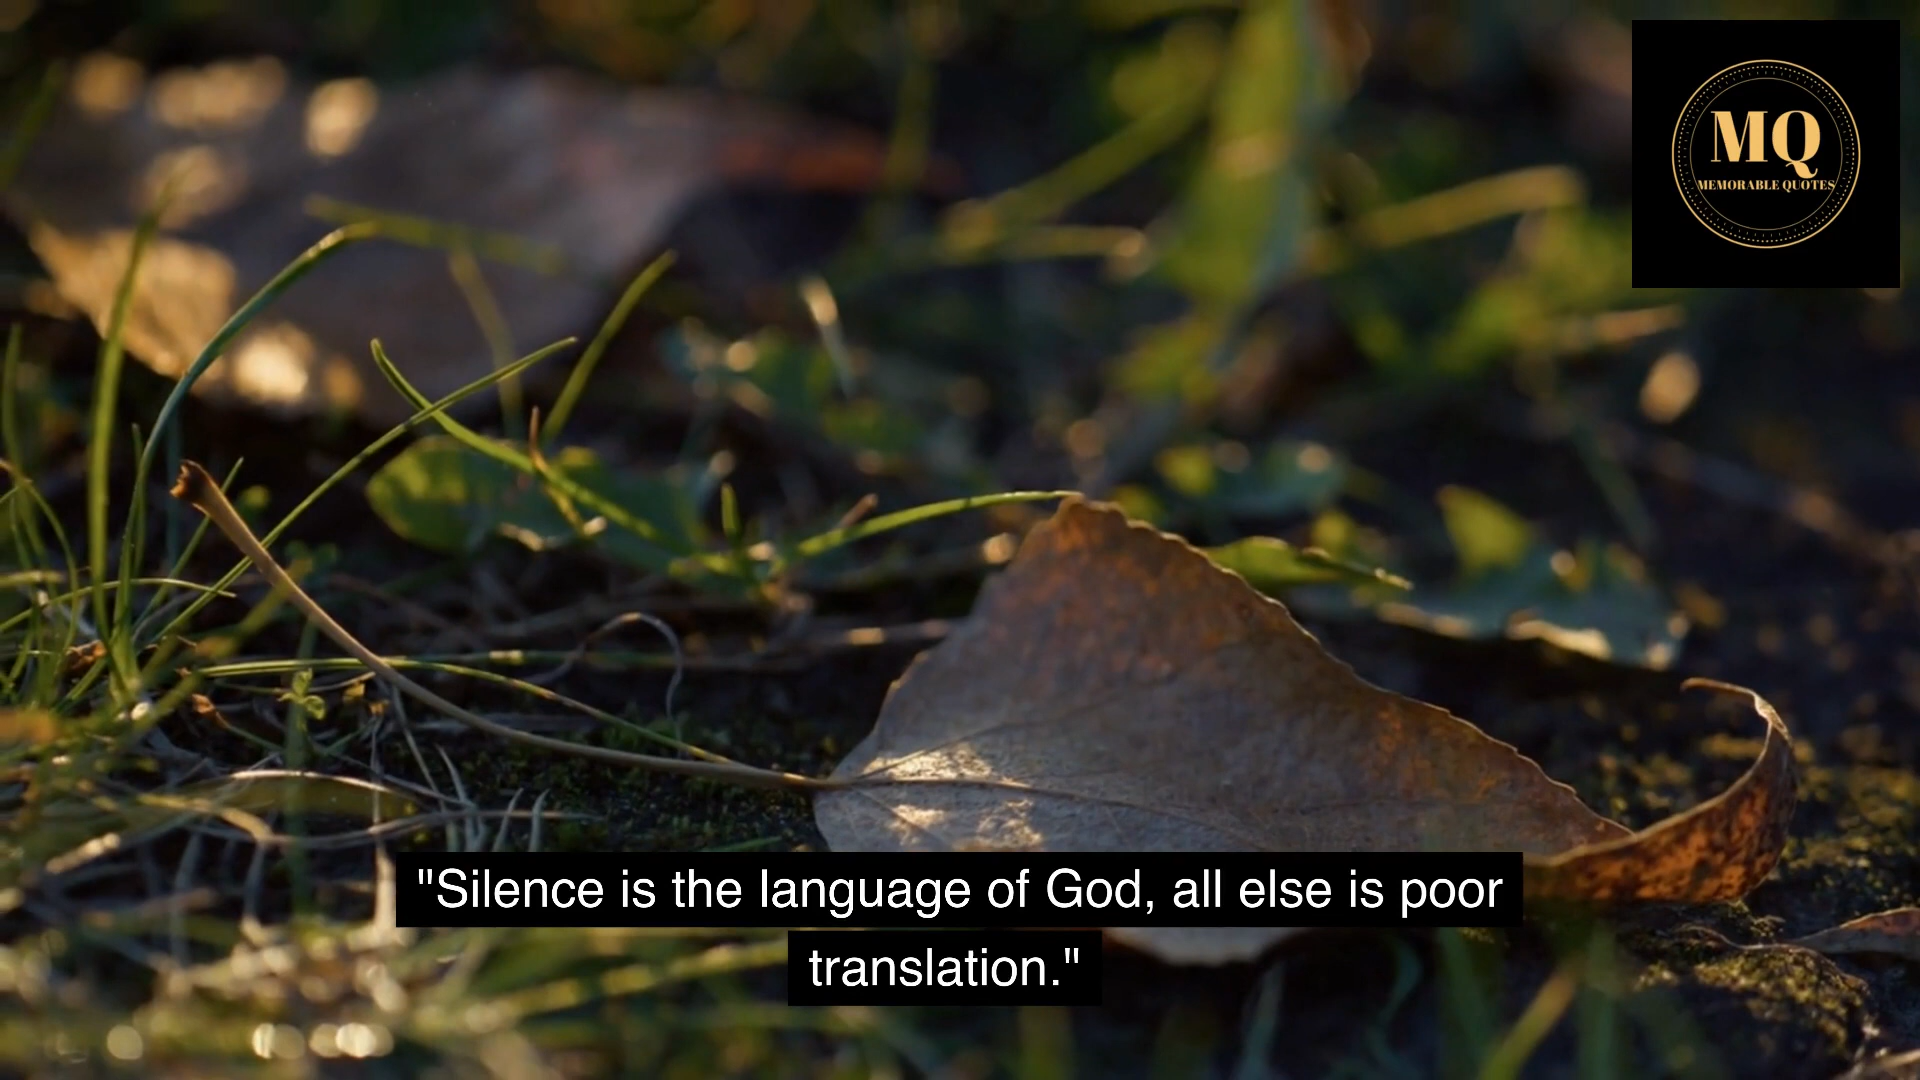 MQ
MEMORABLE QUOTES
"Silence is the language of God, all else is poor
translation."